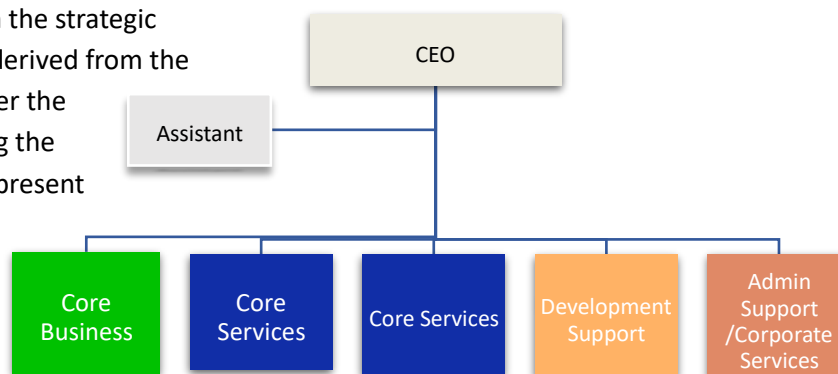 n the strategic
derived from the
er the
g the
present
CEO
Assistant
Core
Business
Core
Services
Core Services
Development
Support
Admin
Support
/Corporate
Services